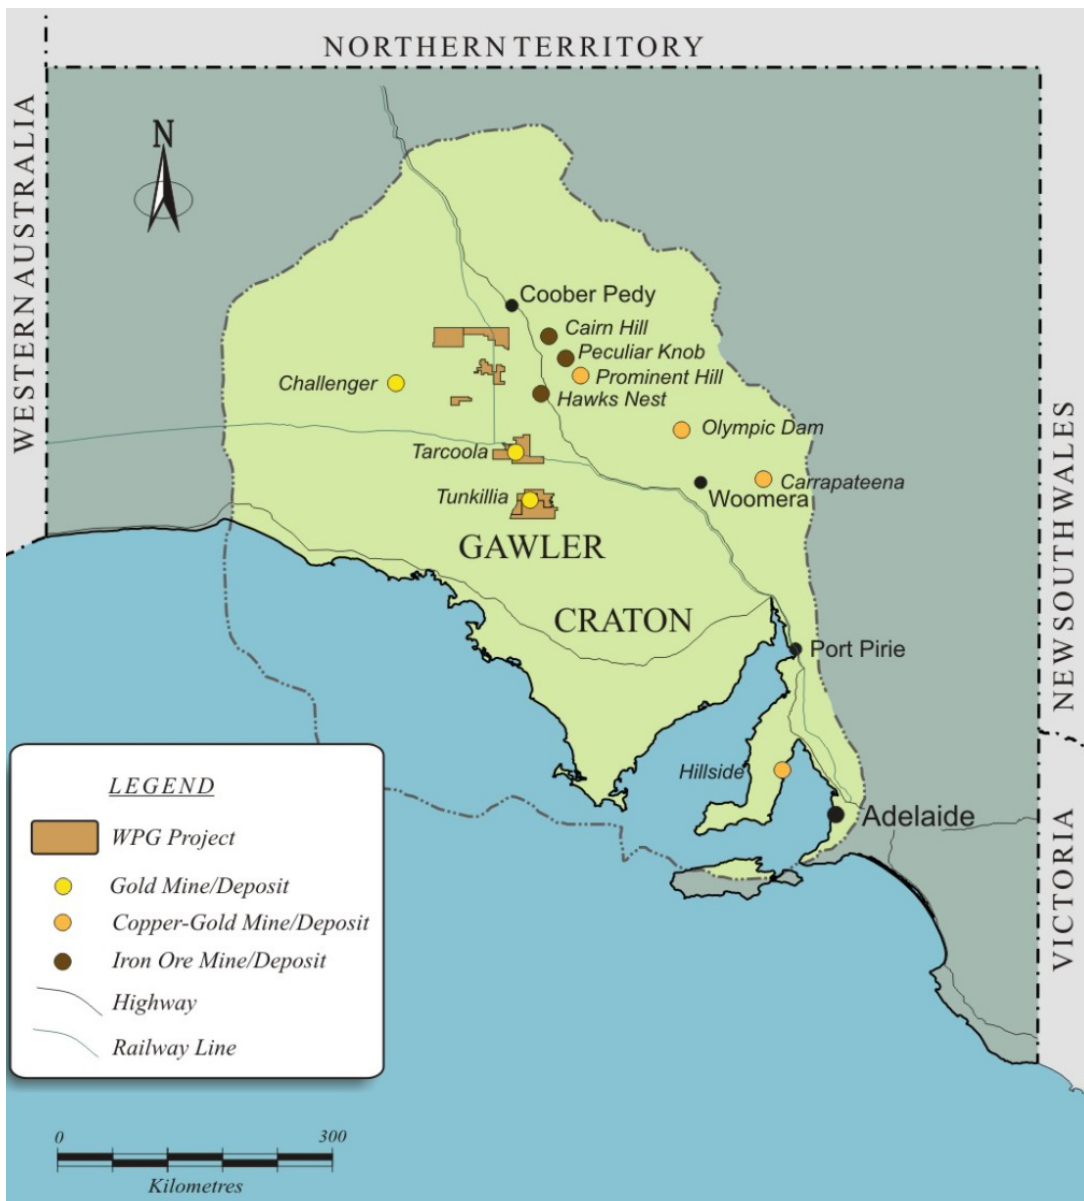 NORTHERN TERRITORY
WESTERN AUSTRALIA
N
Coober Pedy
Cairn Hill
Peculiar Knob
Challenger
Prominent Hill
Hawks Nest
Olympic Dam
Tarcoola
Carrapateena
Woomera
Tunkillia
GAWLER
CRATON
NEW SOUTH WALES
Port Pirie
Hillside
Adelaide
VICTORIA
LEGEND
WPG Project
Gold Mine/Deposit
Copper-Gold Mine/Deposit
Iron Ore Mine/Deposit
Highway
Railway Line
0 300
Kilometres